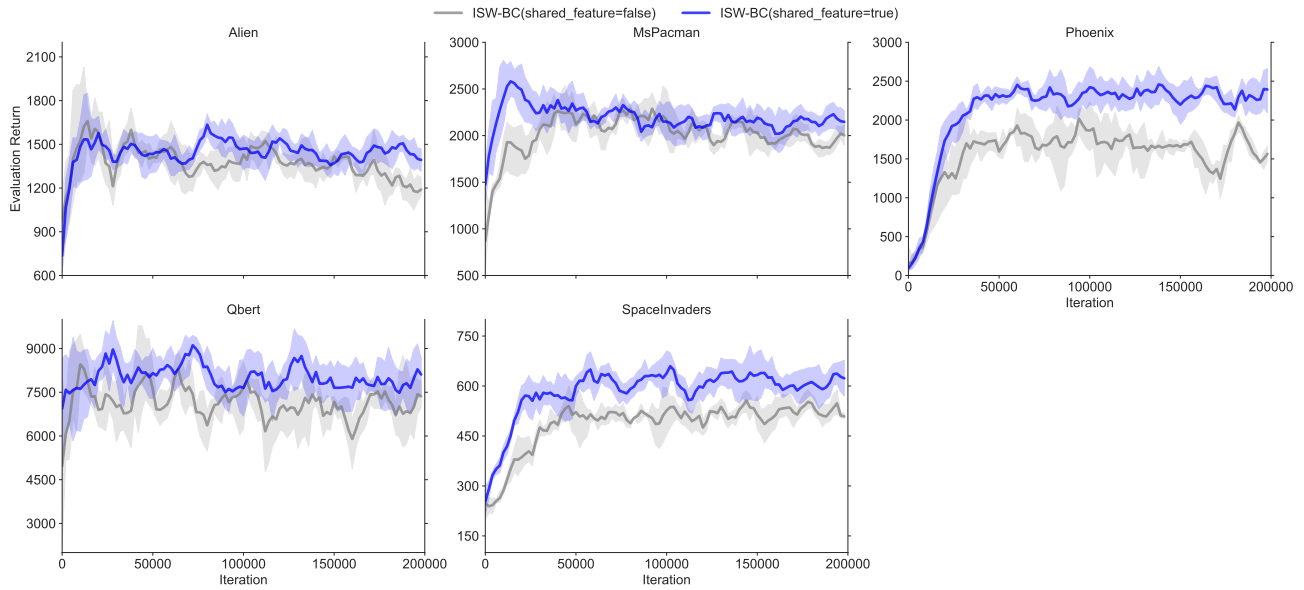 ISW-BC(shared_feature=false) ISW-BC(shared_feature=true)
Alien MsPacman Phoenix
Evaluation Return
2100
1800
1500
1200
900
600
3000
2500
2000
1500
1000
500
3000
2500
2000
1500
1000
500
0
0 50000 100000 150000 200000
Iteration
Qbert SpaceInvaders
9000
7500
6000
4500
3000
0 50000 100000 150000 200000
Iteration
750
600
450
300
150
0 50000 100000 150000 200000
Iteration